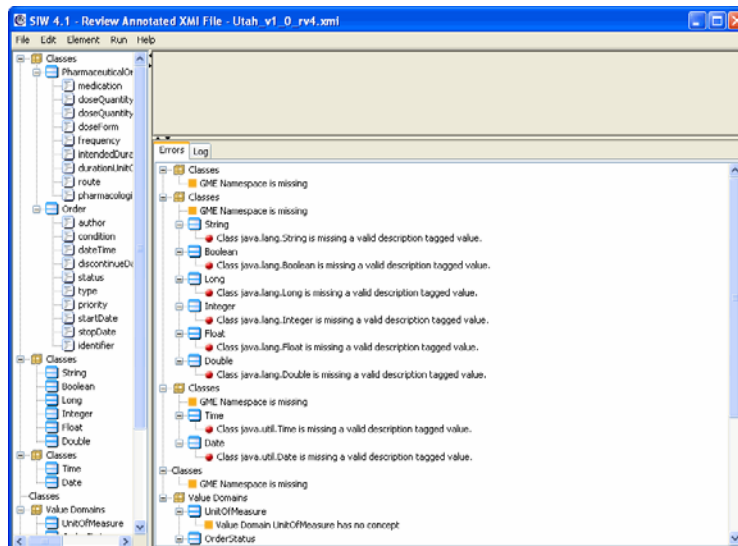 SIW 4.1 - Review Annotated XMI File - Utah_v1_0_rv4.xmi
File Edit Element Run Help
Classes
PharmaceuticalOr
medication
doseQuantity
doseQuantity
doseForm
frequency
intendedDura
durationUnitC
route
pharmacologi
Order
author
condition
dateTime
discontinueDa
status
type
priority
startDate
stopDate
identifier
Classes
String
Boolean
Long
Integer
Float
Double
Classes
Time
Date
Classes
Value Domains
UnitOfMeasure
Errors Log
Classes
GME Namespace is missing
Classes
GME Namespace is missing
String
Class java.lang.String is missing a valid description tagged value.
Boolean
Class java.lang.Boolean is missing a valid description tagged value.
Long
Class java.lang.Long is missing a valid description tagged value.
Integer
Class java.lang.Integer is missing a valid description tagged value.
Float
Class java.lang.Float is missing a valid description tagged value.
Double
Class java.lang.Double is missing a valid description tagged value.
Classes
GME Namespace is missing
Time
Class java.util.Time is missing a valid description tagged value.
Date
Class java.util.Date is missing a valid description tagged value.
Classes
GME Namespace is missing
Value Domains
UnitOfMeasure
Value Domain UnitOfMeasure has no concept
OrderStatus